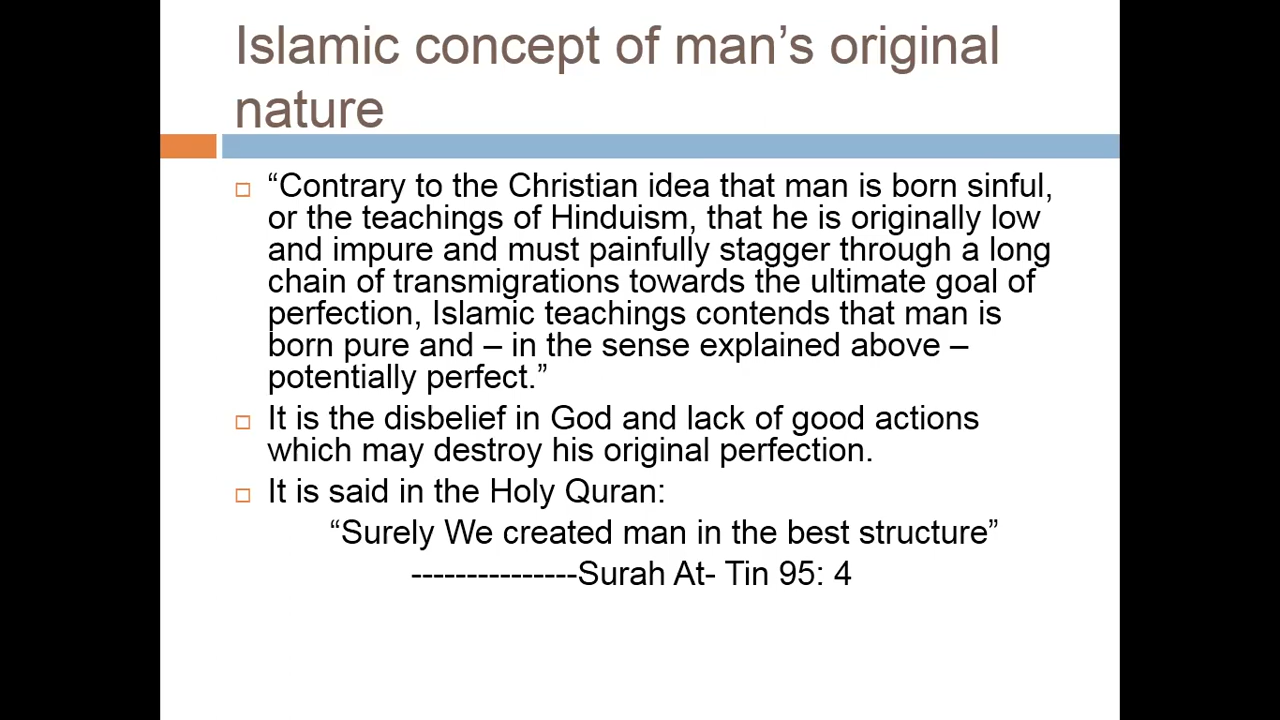 Islamic concept of man’s original
nature
“Contrary to the Christian idea that man is born sinful,
or the teachings of Hinduism, that he is originally low
and impure and must painfully stagger through a long
chain of transmigrations towards the ultimate goal of
perfection, Islamic teachings contends that man is
born pure and – in the sense explained above –
potentially perfect.”
It is the disbelief in God and lack of good actions
which may destroy his original perfection.
It is said in the Holy Quran:
“Surely We created man in the best structure”
---------------Surah At- Tin 95: 4